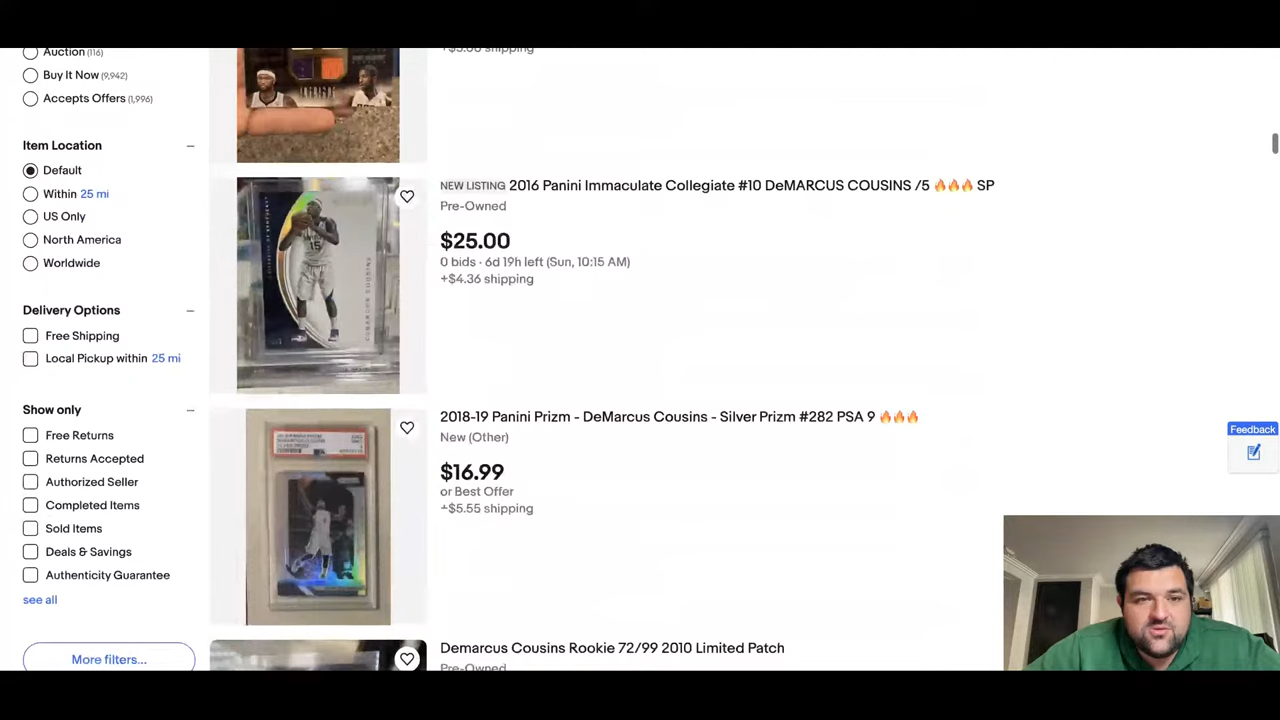 Auction (116)
Buy It Now (9,942)
Accepts Offers (1,996)
Item Location
Default
Within 25 mi
US Only
North America
Worldwide
Delivery Options
Free Shipping
Local Pickup within 25 mi
Show only
Free Returns
Returns Accepted
Authorized Seller
Completed Items
Sold Items
Deals & Savings
Authenticity Guarantee
see all
More filters...
shipping
NEW LISTING 2016 Panini Immaculate Collegiate #10 DeMARCUS COUSINS /5 🔥🔥🔥 SP
Pre-Owned
$25.00
0 bids · 6d 19h left (Sun, 10:15 AM)
+$4.36 shipping
15
2018-19 Panini Prizm - DeMarcus Cousins - Silver Prizm #282 PSA 9 🔥🔥🔥
New (Other)
$16.99
or Best Offer
+$5.55 shipping
Demarcus Cousins Rookie 72/99 2010 Limited Patch
Pre-Owned
Feedback